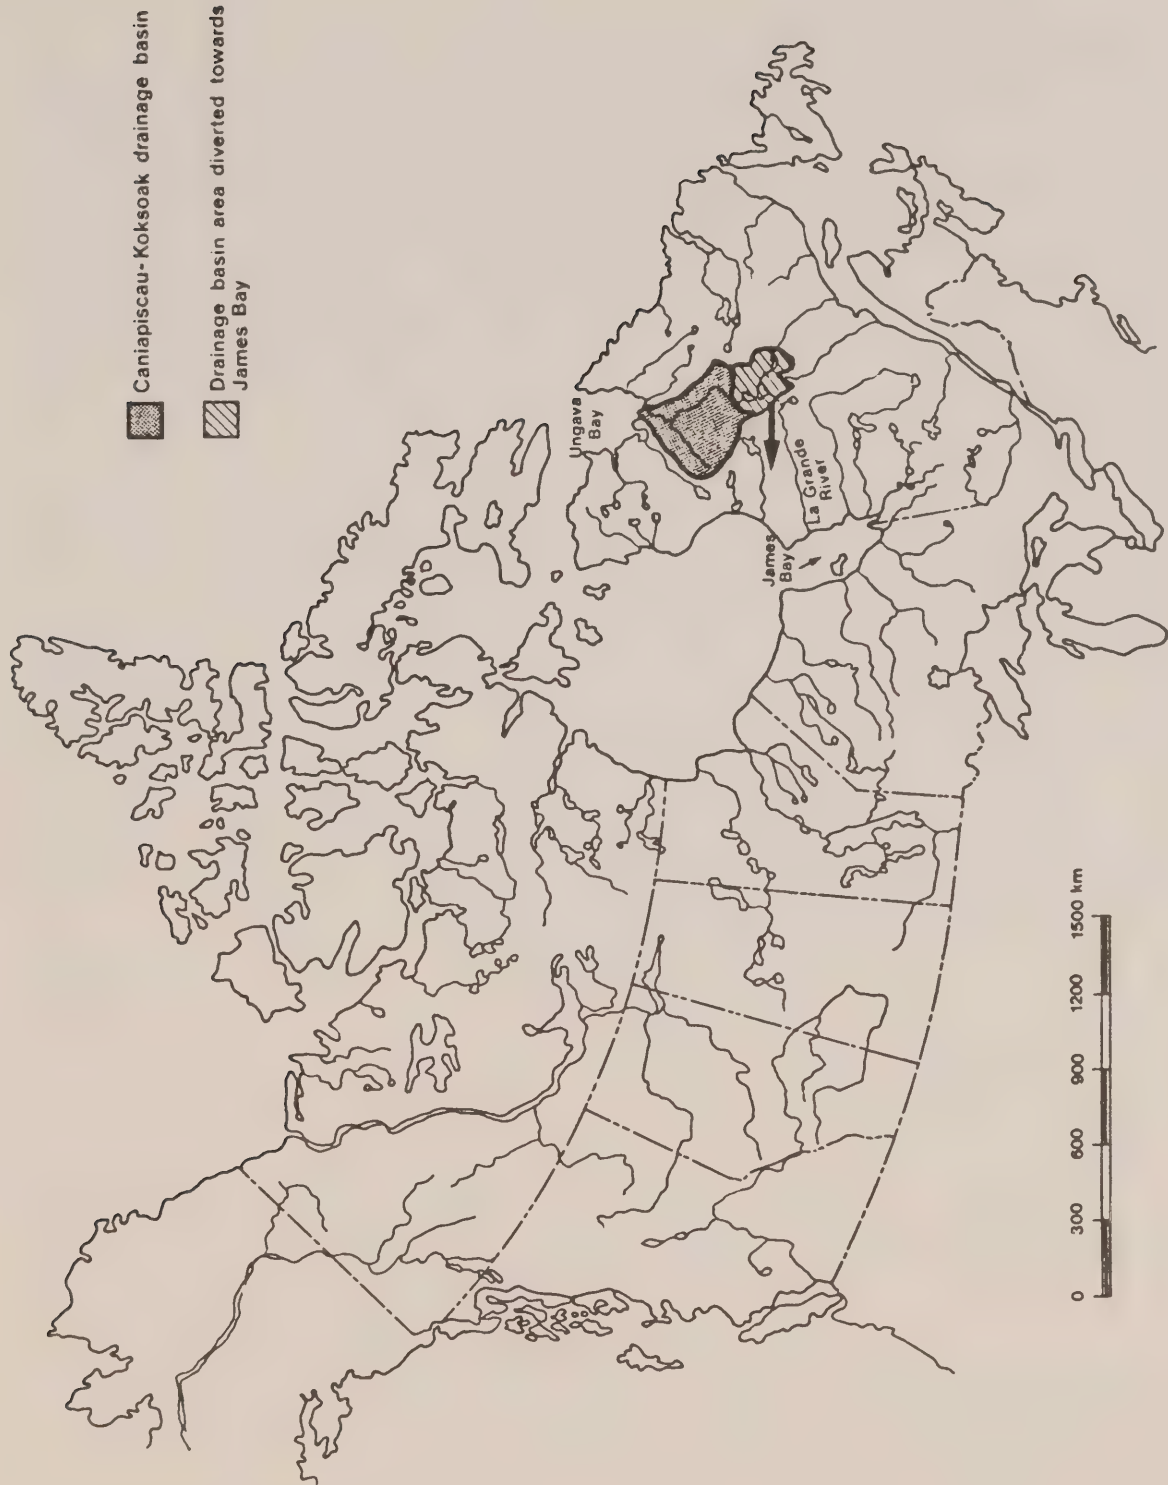 Caniapiscau-Koksoak drainage basin
Drainage basin area diverted towards
James Bay
Ungava
Bay
La Grande
River
James
Bay
0 300 600 900 1200 1500 km